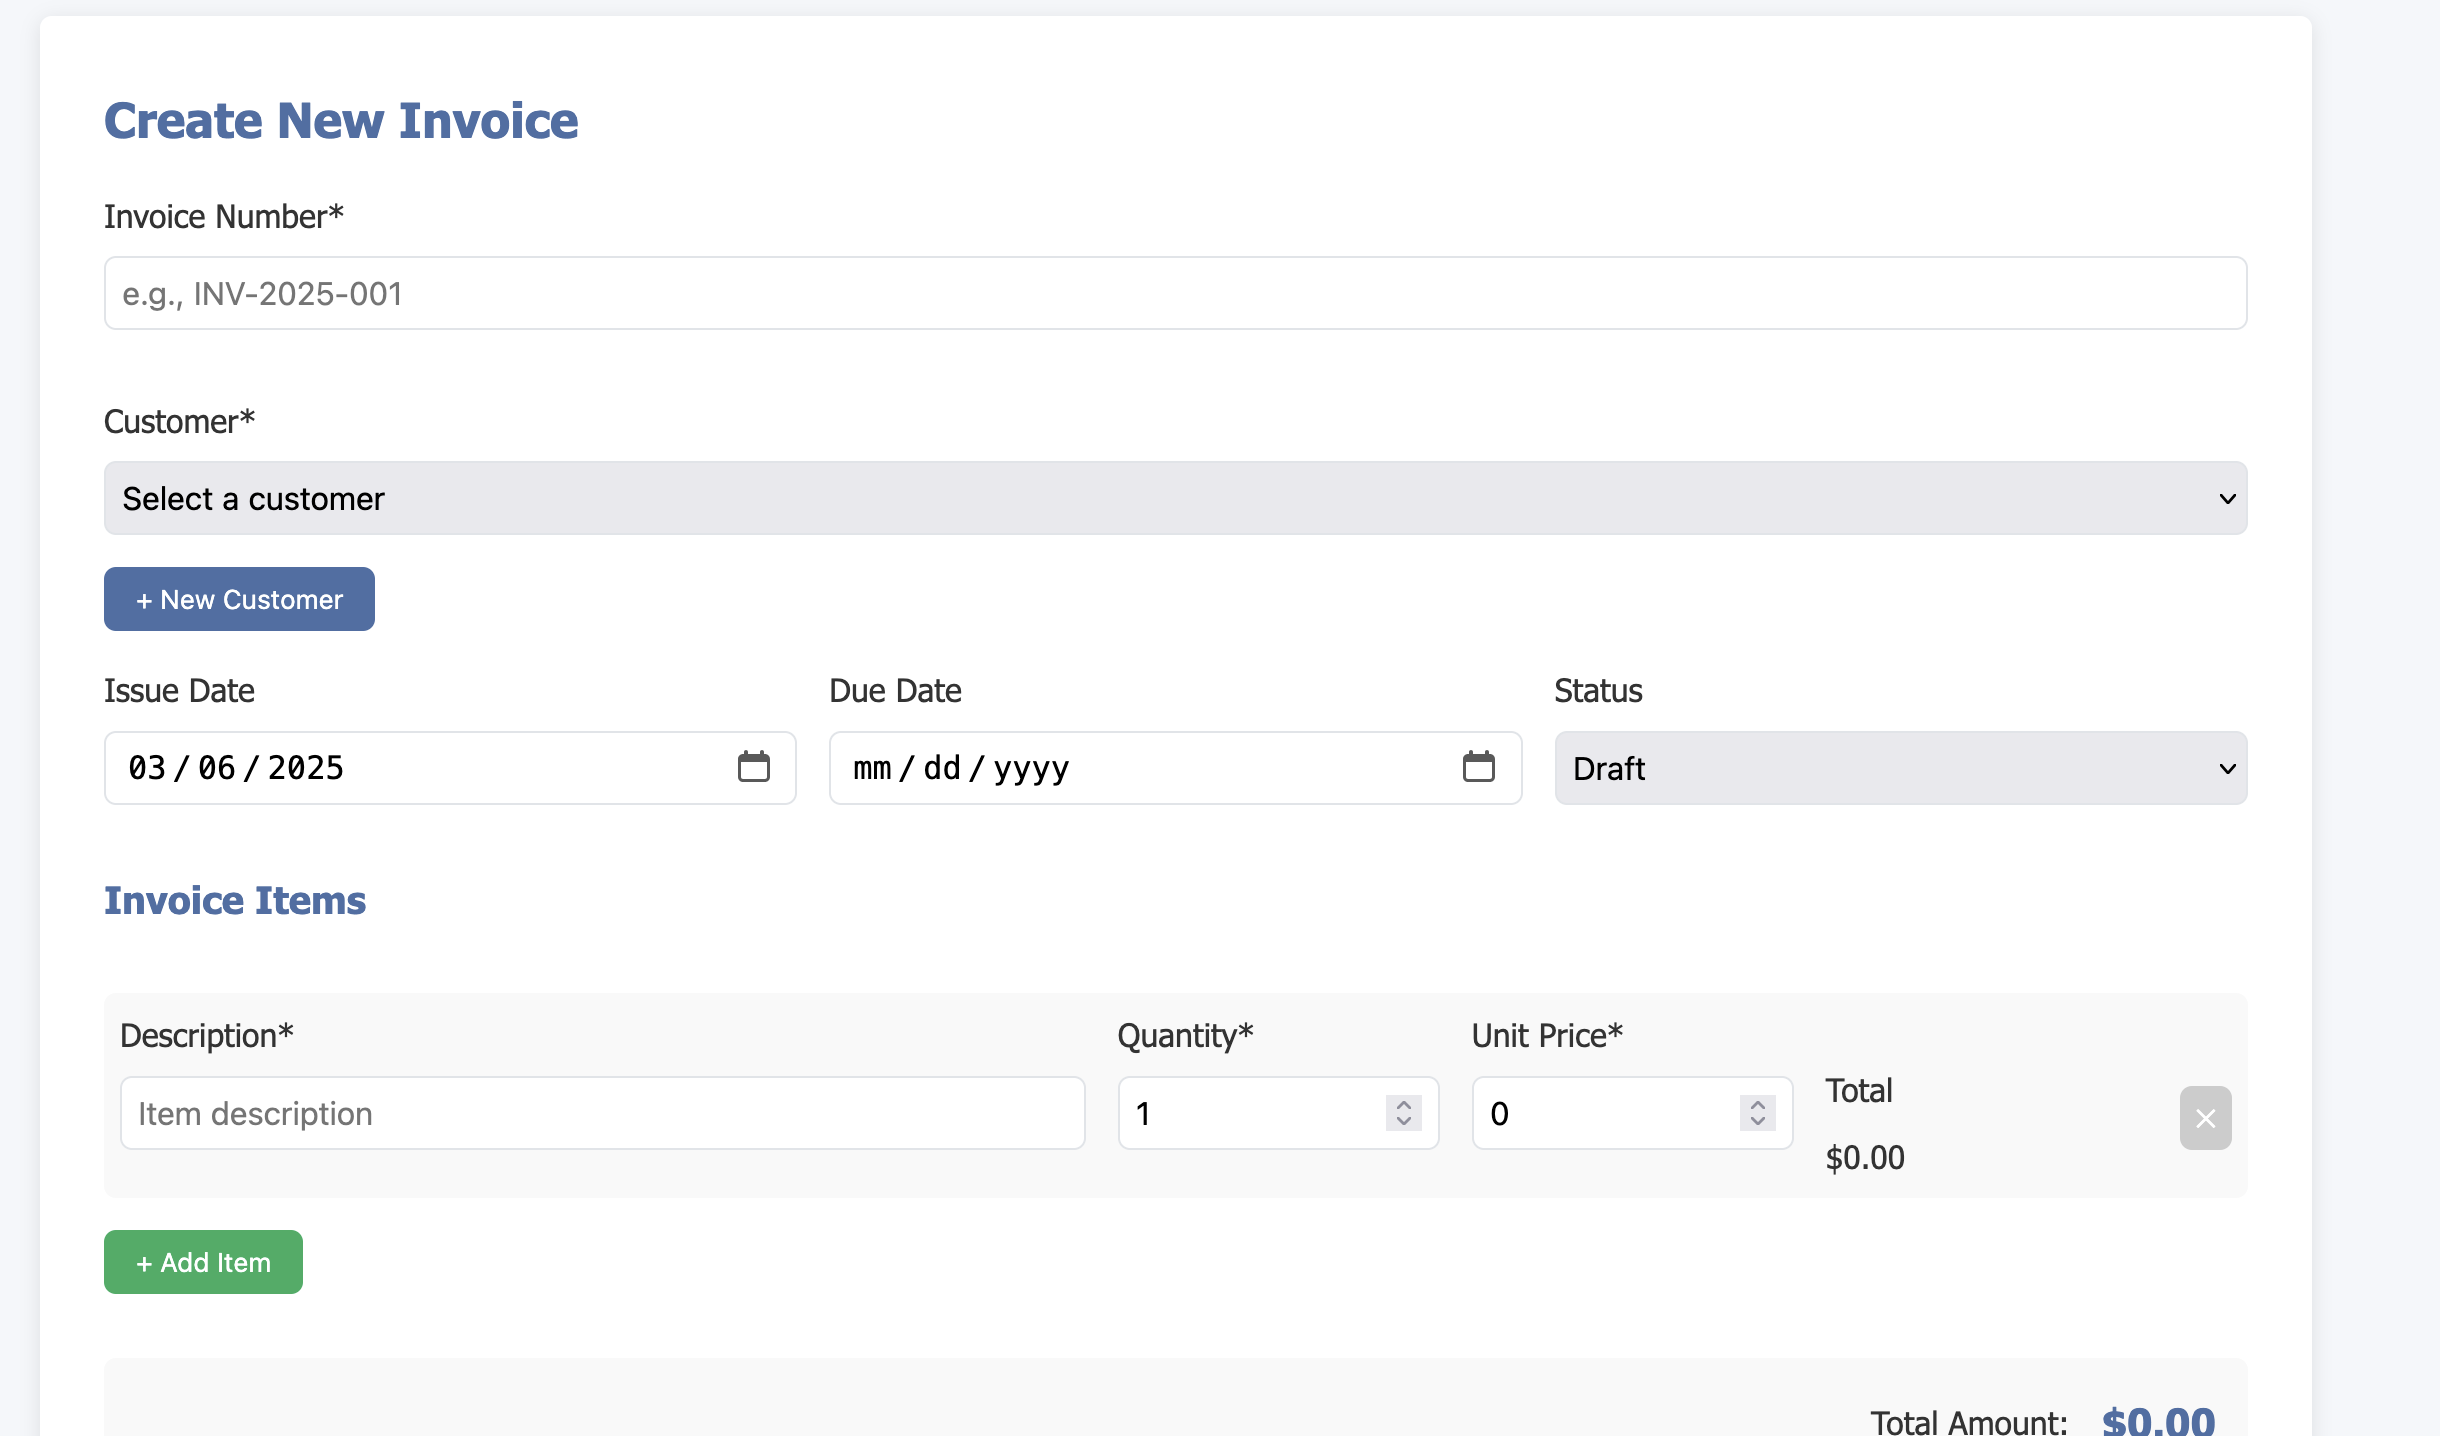 Create New Invoice
Invoice Number*
e.g., INV-2025-001
Customer*
Select a customer
+ New Customer
Issue Date Due Date Status
03/06/2025 mm/dd/yyyy Draft
Invoice Items
Description* Quantity* Unit Price*
Total
Item description 1 0
$0.00
+ Add Item
Total Amount: $0.00